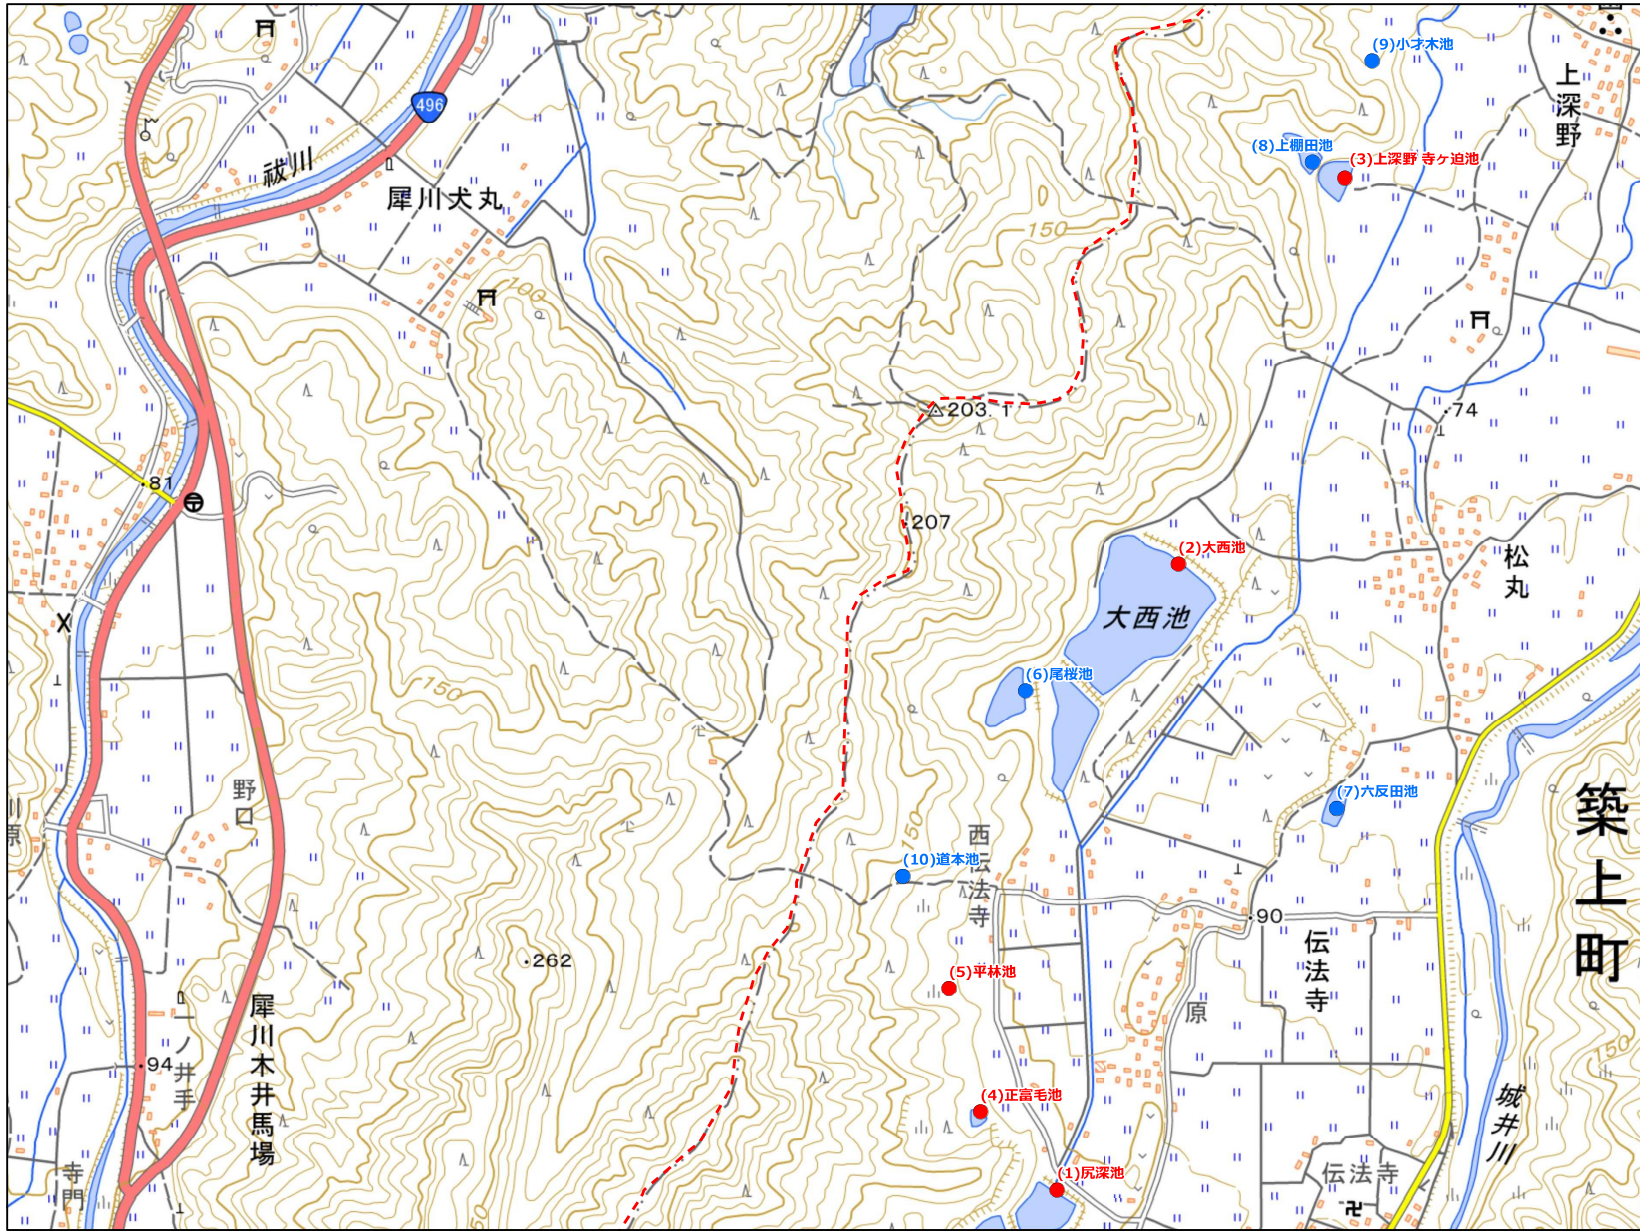 (9)小才木池
上深野
496
祓川
(8)上棚田池
(3)上深野 寺ヶ迫池
犀川犬丸
150
100
203.1
74
81
207
(2)大西池
松丸
大西池
(6)尾桜池
150
野口
(7)六反田池
築上町
川原
150
西伝法寺
(10)道本池
90
伝法寺
262
(5)平林池
犀川木井馬場
原
150
94
井手
(4)正富毛池
城井川
寺門
(1)尻深池
伝法寺